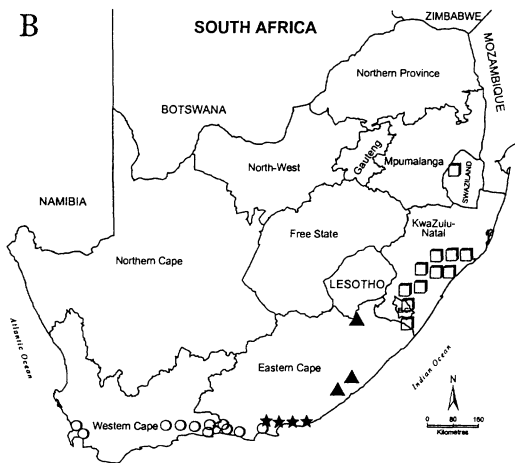 B
SOUTH AFRICA
ZIMBABWE
MOZAMBIQUE
Northern Province
BOTSWANA
Gauteng
North-West
Mpumalanga
SWAZILAND
NAMIBIA
KwaZulu-
Natal
Free State
Northern Cape
LESOTHO
EC
Atlantic Ocean
Eastern Cape
Indian Ocean
N
Western Cape
0 80 160
Kilometres